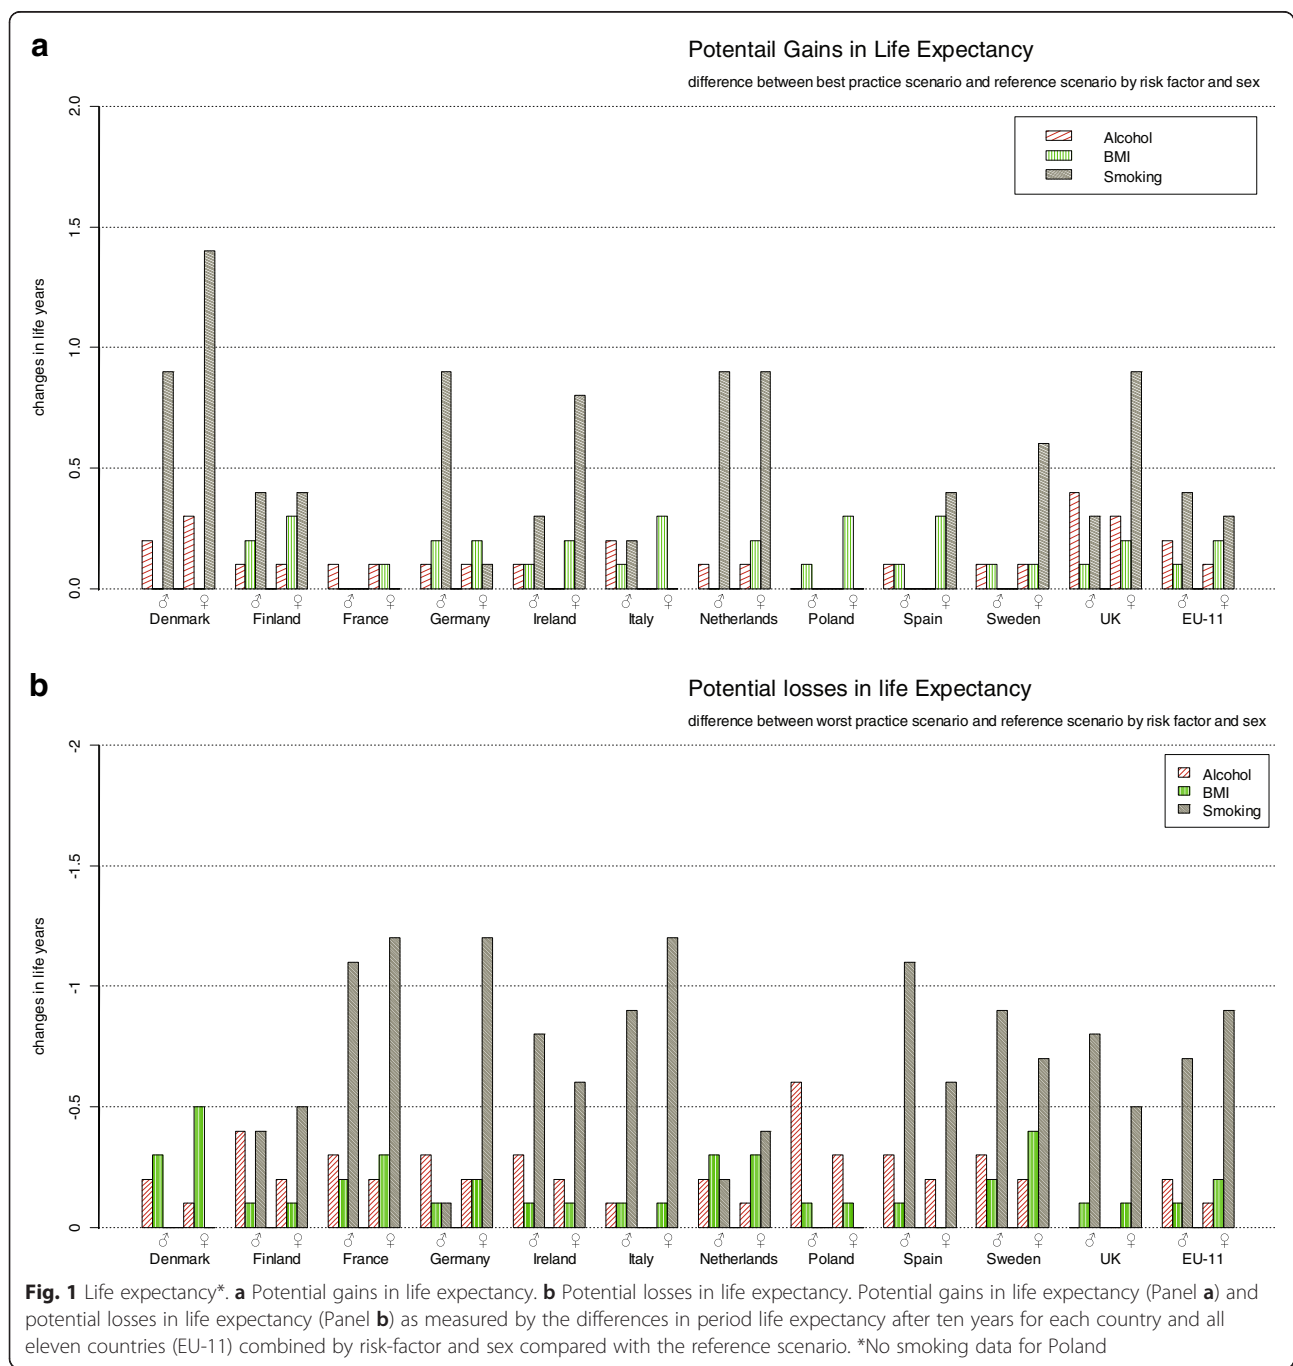 a
Potentail Gains in Life Expectancy
difference between best practice scenario and reference scenario by risk factor and sex
Alcohol
BMI
Smoking
changes in life years
2.0
1.5
1.0
0.5
0.0
♂ ♀ ♂ ♀ ♂ ♀ ♂ ♀ ♂ ♀ ♂ ♀ ♂ ♀ ♂ ♀ ♂ ♀ ♂ ♀ ♂ ♀ ♂ ♀
Denmark Finland France Germany Ireland Italy Netherlands Poland Spain Sweden UK EU-11
b
Potential losses in life Expectancy
difference between worst practice scenario and reference scenario by risk factor and sex
Alcohol
BMI
Smoking
changes in life years
-2
-1.5
-1
-0.5
0
♂ ♀ ♂ ♀ ♂ ♀ ♂ ♀ ♂ ♀ ♂ ♀ ♂ ♀ ♂ ♀ ♂ ♀ ♂ ♀ ♂ ♀ ♂ ♀
Denmark Finland France Germany Ireland Italy Netherlands Poland Spain Sweden UK EU-11
Fig. 1 Life expectancy*. a Potential gains in life expectancy. b Potential losses in life expectancy. Potential gains in life expectancy (Panel a) and
potential losses in life expectancy (Panel b) as measured by the differences in period life expectancy after ten years for each country and all
eleven countries (EU-11) combined by risk-factor and sex compared with the reference scenario. *No smoking data for Poland